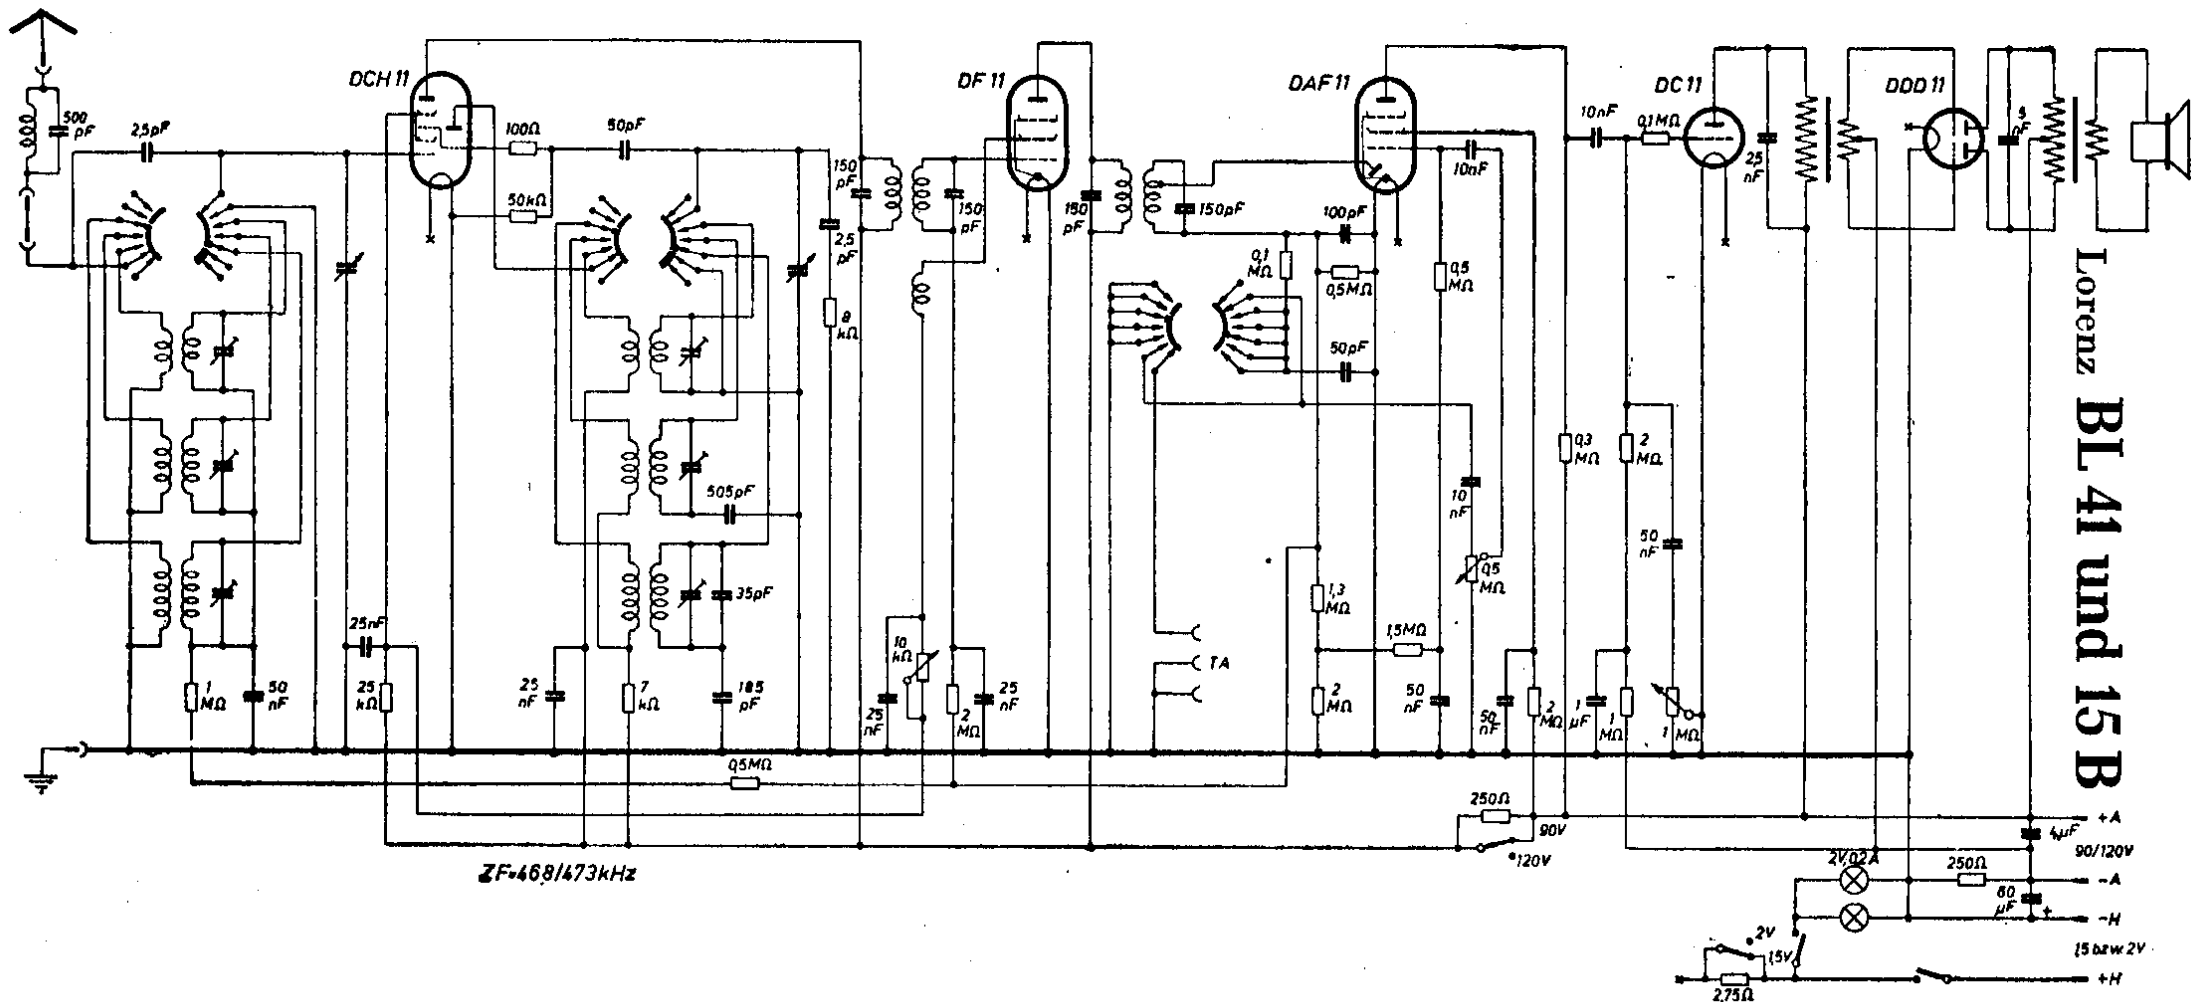 DCH 11
DF 11
DAF 11
DC 11
DDD 11
500
pF
2,5pF
100Ω
50pF
50kΩ
150
pF
150
pF
2,5
pF
8
kΩ
150
pF
150pF
100pF
0,1
MΩ
0,5MΩ
50pF
10nF
0,5
MΩ
10nF
0,1MΩ
25
nF
5
nF
0,3
MΩ
2
MΩ
505pF
10
nF
50
nF
0,5
MΩ
35pF
1,3
MΩ
1,5MΩ
25nF
10
kΩ
TA
1
MΩ
50
nF
25
kΩ
25
nF
7
kΩ
185
pF
25
nF
2
MΩ
25
nF
2
MΩ
50
nF
50
nF
2
MΩ
1
µF
1
MΩ
1
MΩ
0,5MΩ
250Ω
90V
120V
ZF=468/473kHz
Lorenz BL 41 und 15 B
+A
4µF
90/120V
2V,0,2A
250Ω
-A
+
-H
2V
1,5V
1,5 bzw. 2V
2,75Ω
+H